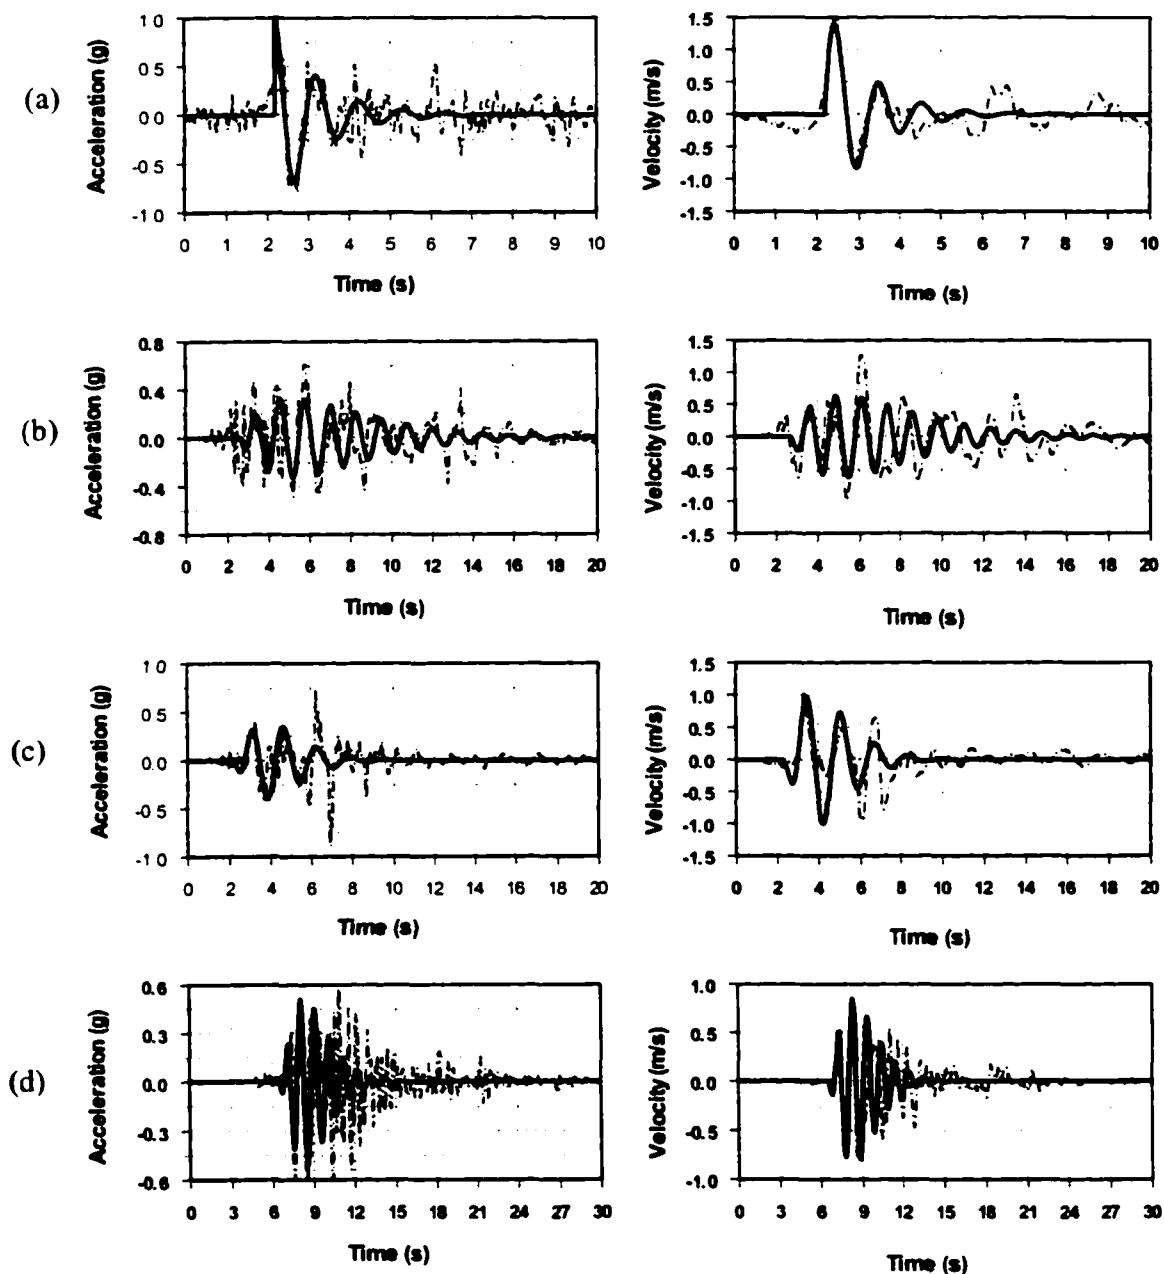 (a)
Acceleration (g)
1 0
0.5
0.0
-0.5
-1 0
0 1 2 3 4 5 6 7 8 9 10
Time (s)
Velocity (m/s)
1.5
1.0
0.5
0.0
-0.5
-1.0
-1.5
0 1 2 3 4 5 6 7 8 9 10
Time (s)
(b)
Acceleration (g)
0.8
0.4
0.0
-0.4
-0.8
0 2 4 6 8 10 12 14 16 18 20
Time (s)
Velocity (m/s)
1.5
1.0
0.5
0.0
-0.5
-1.0
-1.5
0 2 4 6 8 10 12 14 16 18 20
Time (s)
(c)
Acceleration (g)
1 0
0.5
0.0
-0.5
-1 0
0 2 4 6 8 10 12 14 16 18 20
Time (s)
Velocity (m/s)
1.5
1.0
0.5
0.0
-0.5
-1.0
-1.5
0 2 4 6 8 10 12 14 16 18 20
Time (s)
(d)
Acceleration (g)
0.6
0.3
0.0
-0.3
-0.6
0 3 6 9 12 15 18 21 24 27 30
Time (s)
Velocity (m/s)
1.0
0.5
0.0
-0.5
-1.0
0 3 6 9 12 15 18 21 24 27 30
Time (s)